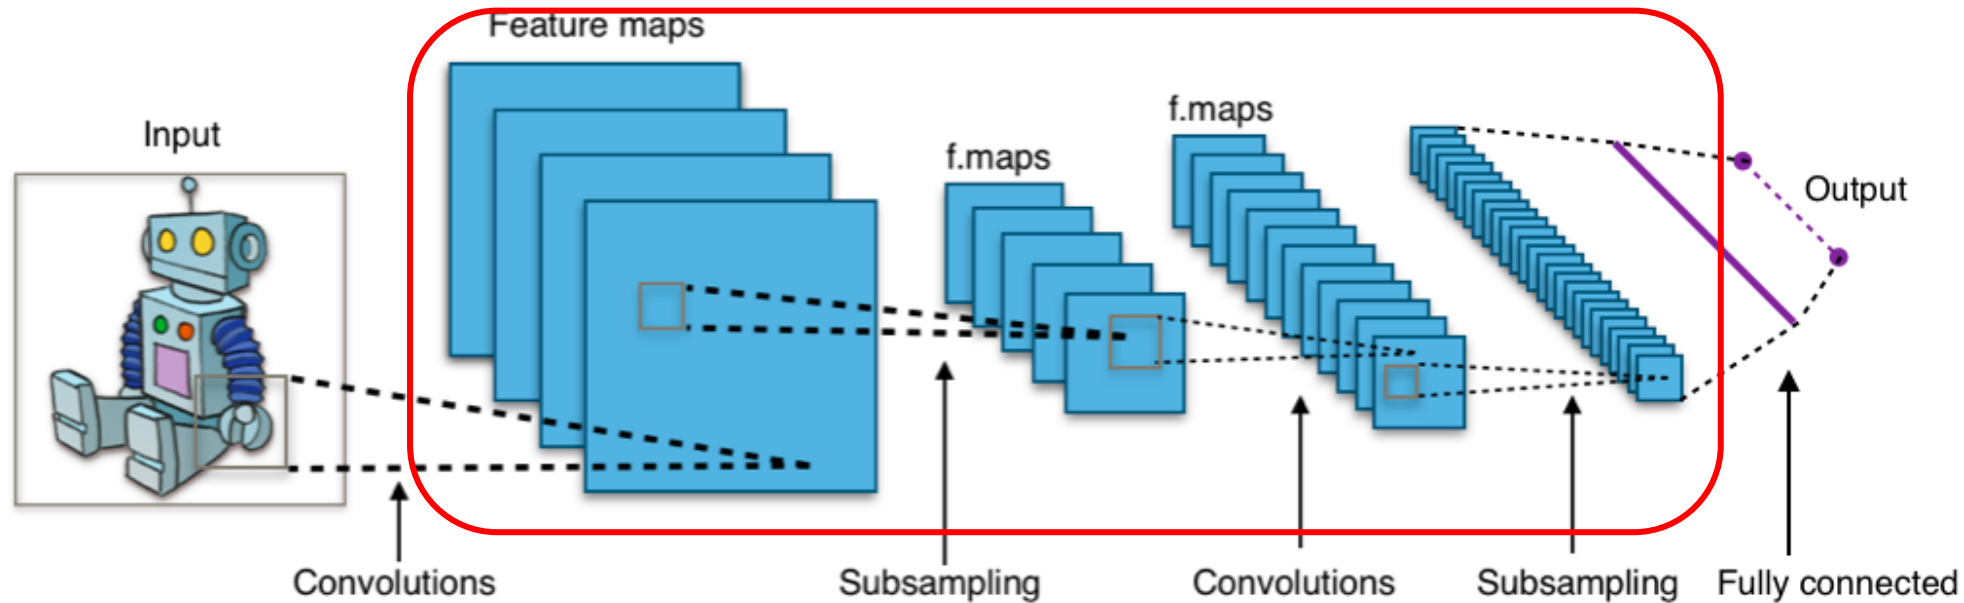 Feature maps
Input
f.maps
f.maps
Output
Convolutions
Subsampling
Convolutions
Subsampling
Fully connected